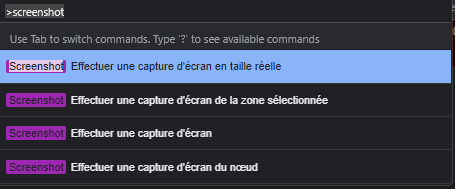 >screenshot
Use Tab to switch commands. Type '?' to see available commands
Screenshot Effectuer une capture d'écran en taille réelle
Screenshot Effectuer une capture d'écran de la zone sélectionnée
Screenshot Effectuer une capture d'écran
Screenshot Effectuer une capture d'écran du nœud